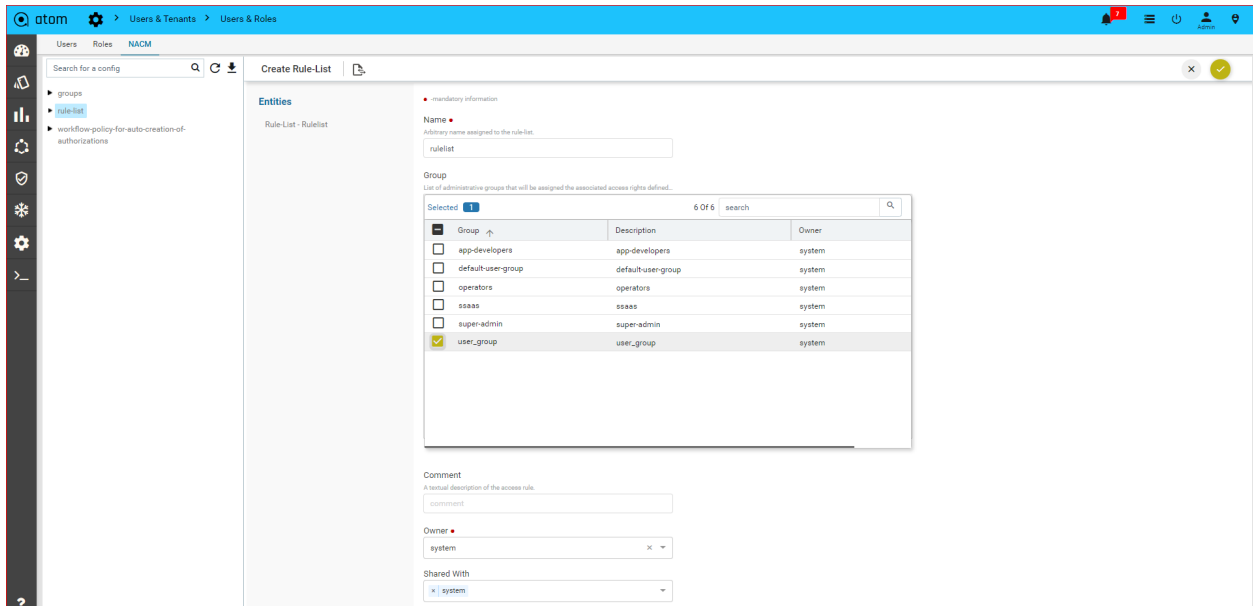 atom > Users & Tenants > Users & Roles 7 Admin
Users Roles NACM
Search for a config
Create Rule-List
groups
rule-list
workflow-policy-for-auto-creation-of-
authorizations
Entities
Rule-List - Rulelist
-mandatory information
Name
Arbitrary name assigned to the rule-list.
rulelist
Group
List of administrative groups that will be assigned the associated access rights defined...
Selected 1 6 Of 6 search
Group Description Owner
app-developers app-developers system
default-user-group default-user-group system
operators operators system
ssaas ssaas system
super-admin super-admin system
user_group user_group system
Comment
A textual description of the access rule.
comment
Owner
system
Shared With
× system
?